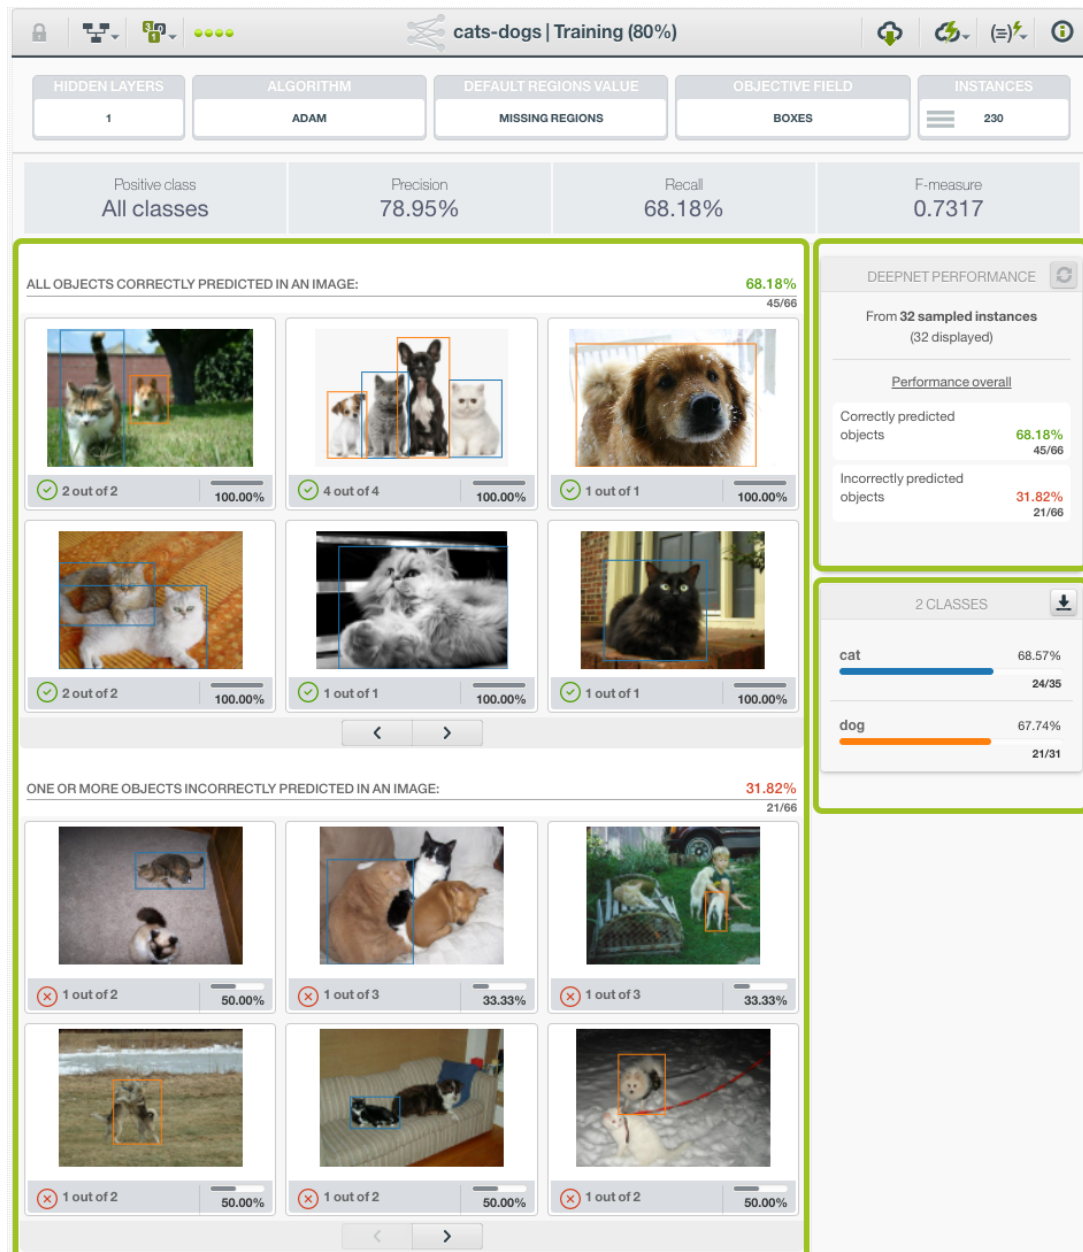 cats-dogs | Training (80%)
HIDDEN LAYERS
1
ALGORITHM
ADAM
DEFAULT REGIONS VALUE
MISSING REGIONS
OBJECTIVE FIELD
BOXES
INSTANCES
230
Positive class
All classes
Precision
78.95%
Recall
68.18%
F-measure
0.7317
ALL OBJECTS CORRECTLY PREDICTED IN AN IMAGE:
68.18%
45/66
2 out of 2
100.00%
4 out of 4
100.00%
1 out of 1
100.00%
2 out of 2
100.00%
1 out of 1
100.00%
1 out of 1
100.00%
ONE OR MORE OBJECTS INCORRECTLY PREDICTED IN AN IMAGE:
31.82%
21/66
1 out of 2
50.00%
1 out of 3
33.33%
1 out of 3
33.33%
1 out of 2
50.00%
1 out of 2
50.00%
1 out of 2
50.00%
DEEPNET PERFORMANCE
From 32 sampled instances
(32 displayed)
Performance overall
Correctly predicted
objects
68.18%
45/66
Incorrectly predicted
objects
31.82%
21/66
2 CLASSES
cat
68.57%
24/35
dog
67.74%
21/31